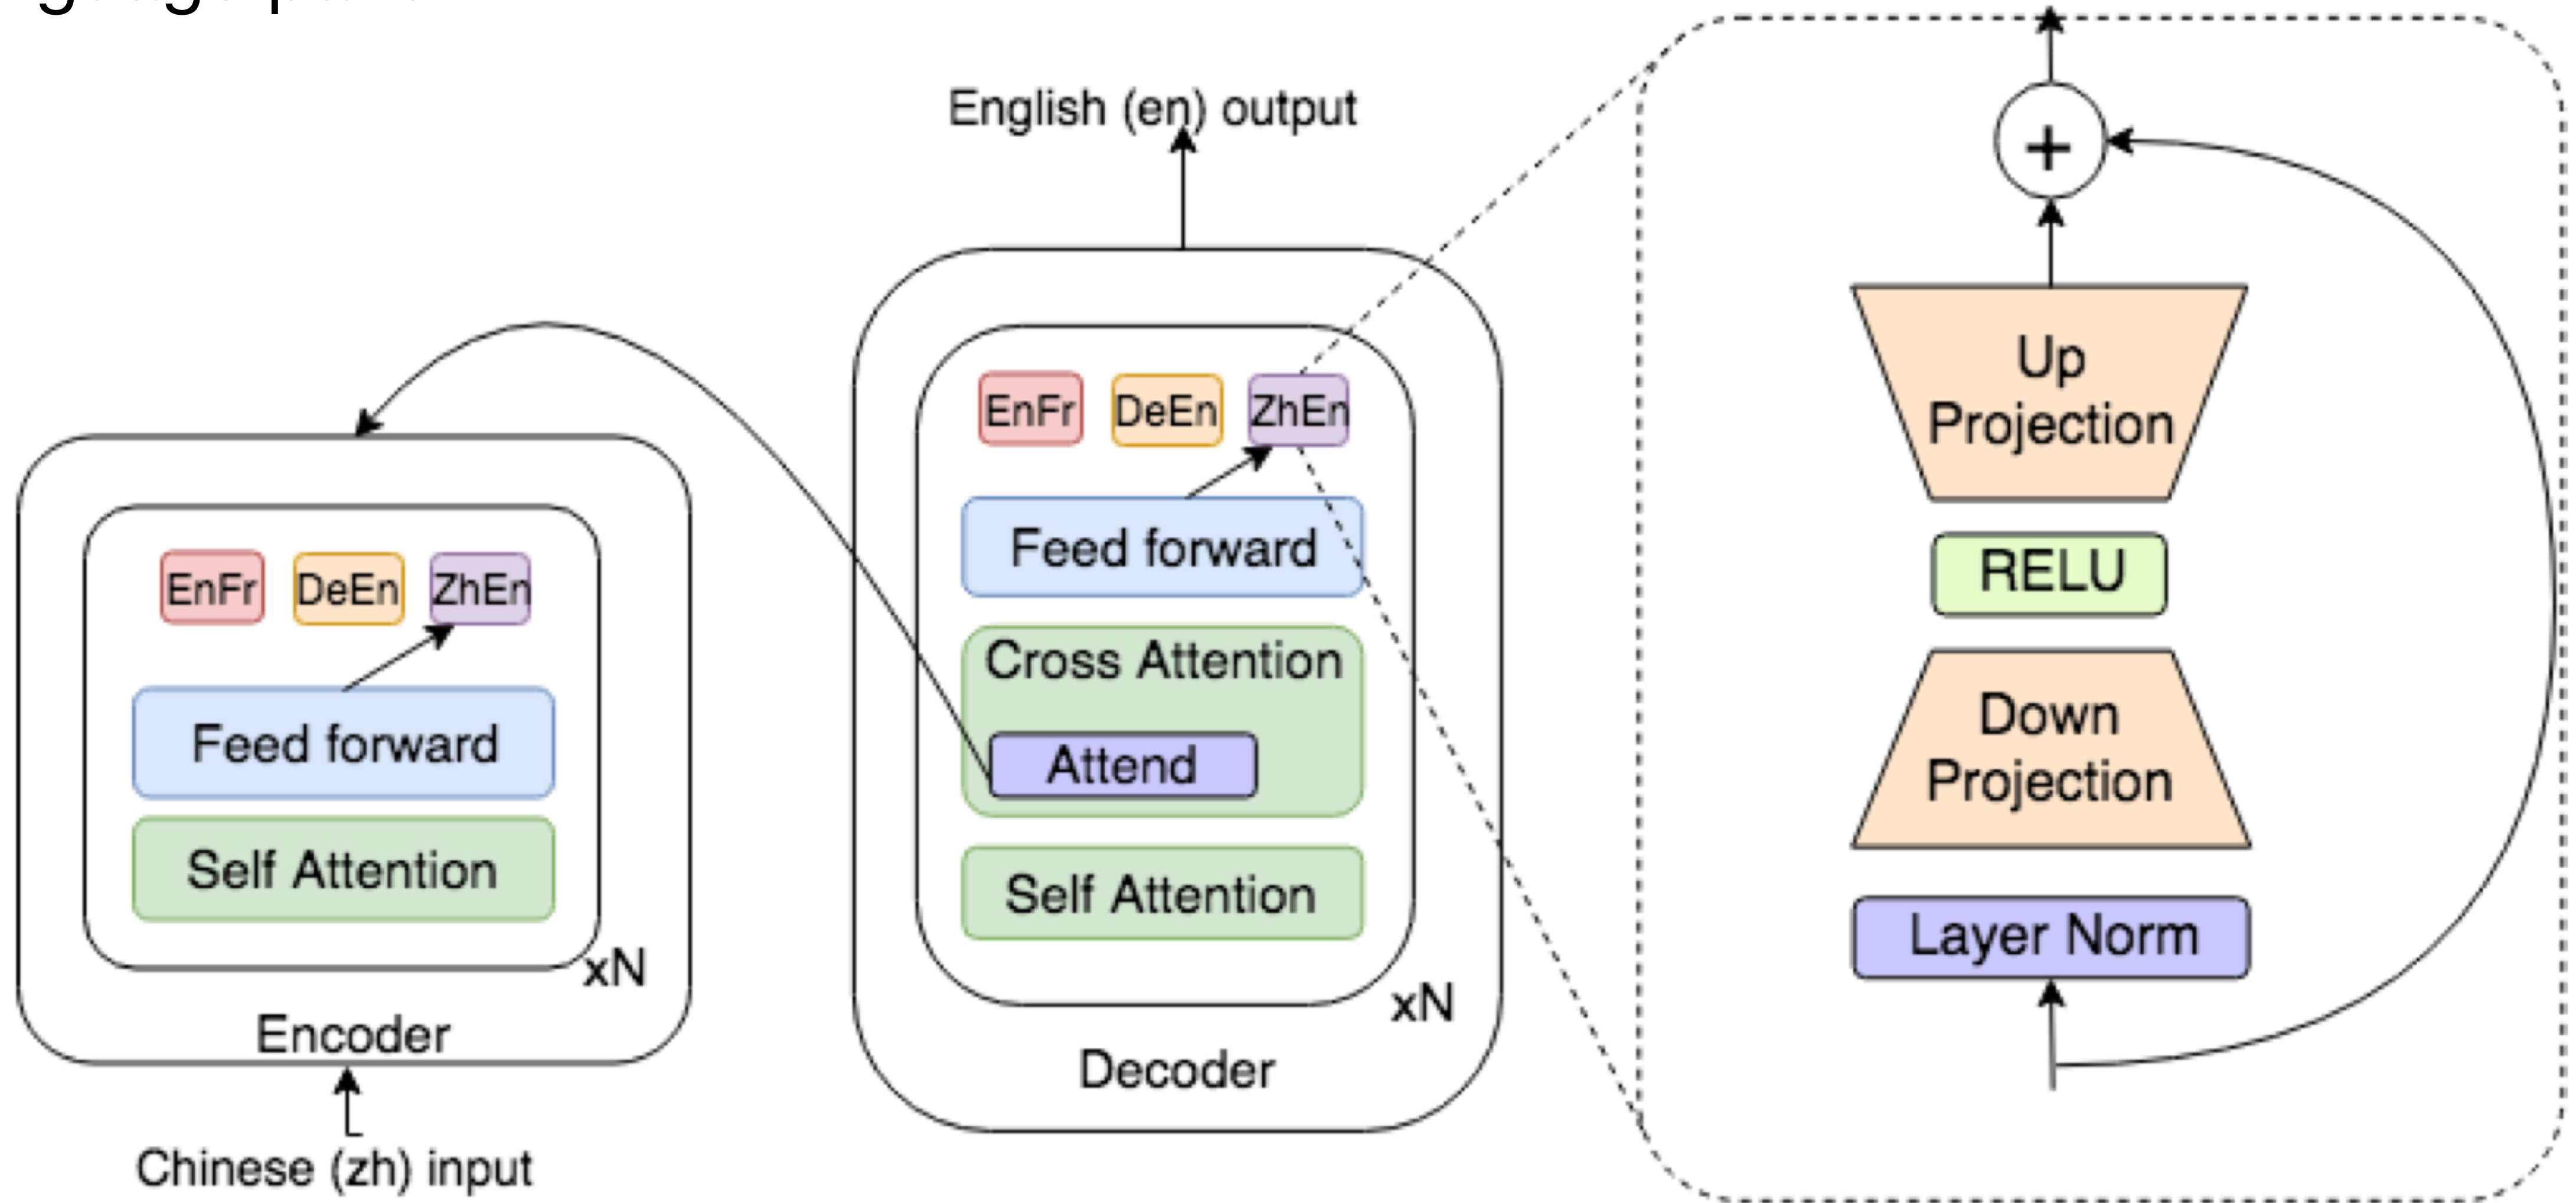 English (en) output
EnFr
DeEn
ZhEn
Feed forward
Cross Attention
Attend
Self Attention
xN
Decoder
EnFr
DeEn
ZhEn
Feed forward
Self Attention
xN
Encoder
Chinese (zh) input
+
Up
Projection
RELU
Down
Projection
Layer Norm